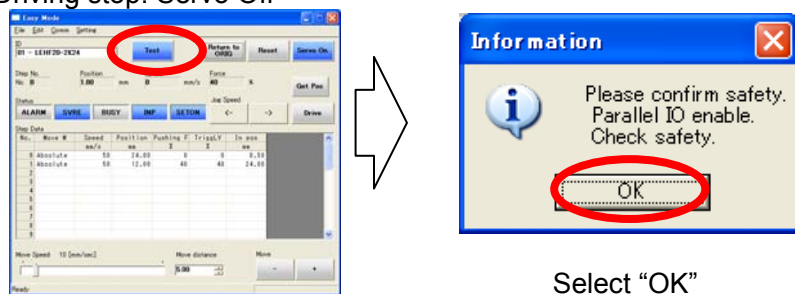 Driving stop: Servo Off
Easy Mode
File Edit Comm Setting
ID
01 - LEHF20-2K24
Test
Return to
ORIG
Reset
Servo On
Step No. Position Force
No. 0 1.00 mm 0 mm/s 40 %
Get Pos
Status
Jog Speed
ALARM SVRE BUSY INP SETON <- -> Drive
Step Data
No. Move M Speed Position Pushing F TriggLV In pos
mm/s mm % % mm
0 Absolute 50 24.00 0 0 0.50
1 Absolute 50 12.00 40 40 24.00
2
3
4
5
6
7
8
9
Move Speed 10 [mm/sec] Move distance Move
5.00 - +
Ready
Information
Please confirm safety.
Parallel IO enable.
Check safety.
OK
Select “OK”